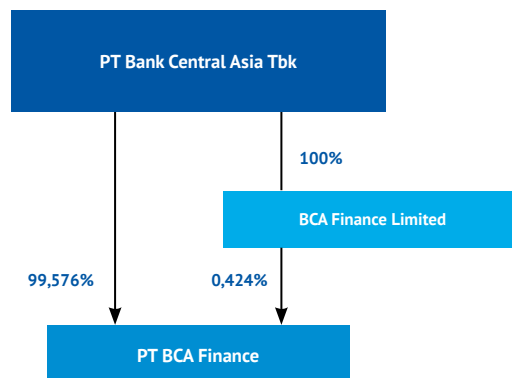 PT Bank Central Asia Tbk
100%
BCA Finance Limited
99,576%
0,424%
PT BCA Finance